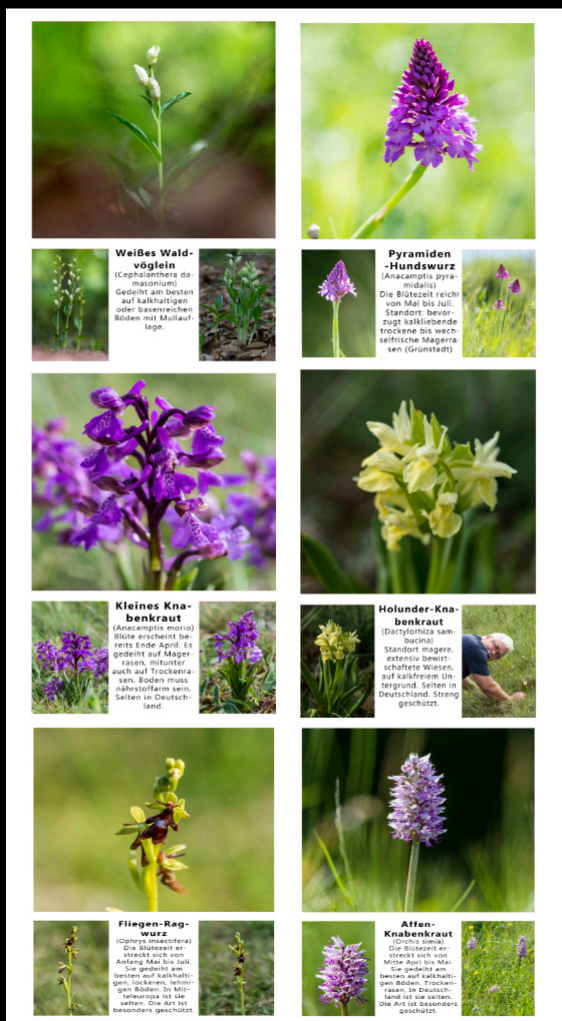 Weißes Wald-
vöglein
(Cephalanthera da-
masonium)
Gedeiht am besten
auf kalkhaltigen
oder basenreichen
Böden mit Mullauf-
lage.
Pyramiden
-Hundswurz
(Anacamptis pyra-
midalis)
Die Blütezeit reicht
von Mai bis Juli.
Standort: bevor-
zugt kalkliebende
trockene bis wech-
selfrische Magerra-
sen (Grünstadt)
Kleines Kna-
benkraut
(Anacamptis morio)
Blüte erscheint be-
reits Ende April. Es
gedeiht auf Mager-
rasen, mitunter
auch auf Trockenra-
sen. Boden muss
nährstoffarm sein.
Selten in Deutsch-
land.
Holunder-Kna-
benkraut
(Dactylorhiza sam-
bucina)
Standort magere,
extensiv bewirt-
schaftete Wiesen,
auf kalkfreiem Un-
tergrund. Selten in
Deutschland. Streng
geschützt.
Fliegen-Rag-
wurz
(Ophrys insectifera)
Die Blütezeit er-
streckt sich von
Anfang Mai bis Juli.
Sie gedeiht am
besten auf kalkhalti-
gen, lockeren, lehmi-
gen Böden. In Mit-
teleuropa ist sie
selten. Die Art ist
besonders geschützt.
Affen-
Knabenkraut
(Orchis simia)
Die Blütezeit er-
streckt sich von
Mitte Apri bis Mai.
Sie gedeiht am
besten auf kalkhalti-
gen Böden. Trocken-
rasen, In Deutsch-
land ist sie selten.
Die Art ist besonders
geschützt.